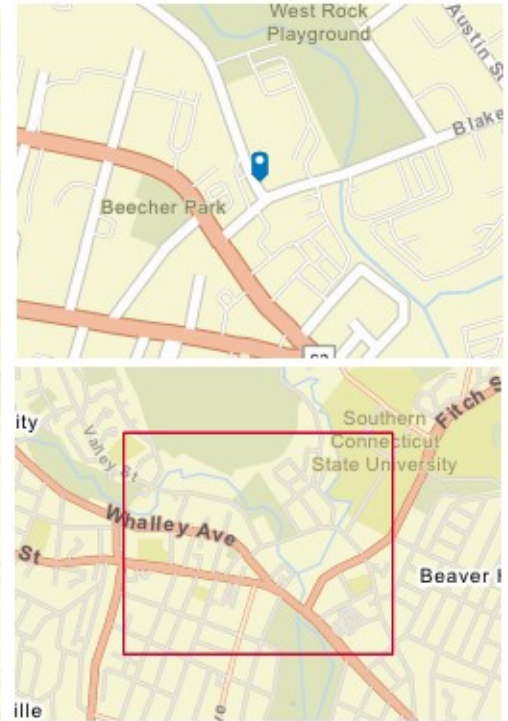 West Rock
Playground
Austin St
Blake
Beecher Park
ity
Valley St
Southern
Connecticut
State University
Fitch S
Whalley Ave
St
Beaver H
ille